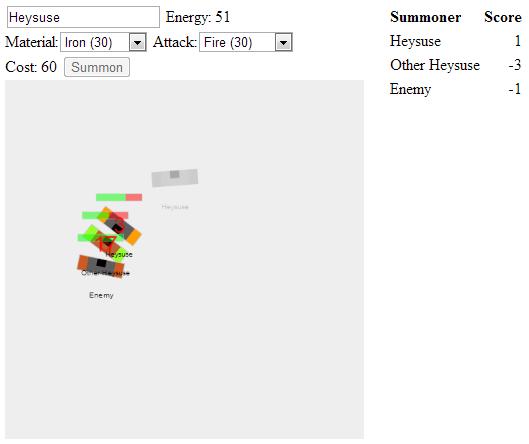 Heysuse Energy: 51
Material: Iron (30) Attack: Fire (30)
Cost: 60 Summon
Summoner Score
Heysuse 1
Other Heysuse -3
Enemy -1
Heysuse
Heysuse
Other Heysuse
Enemy